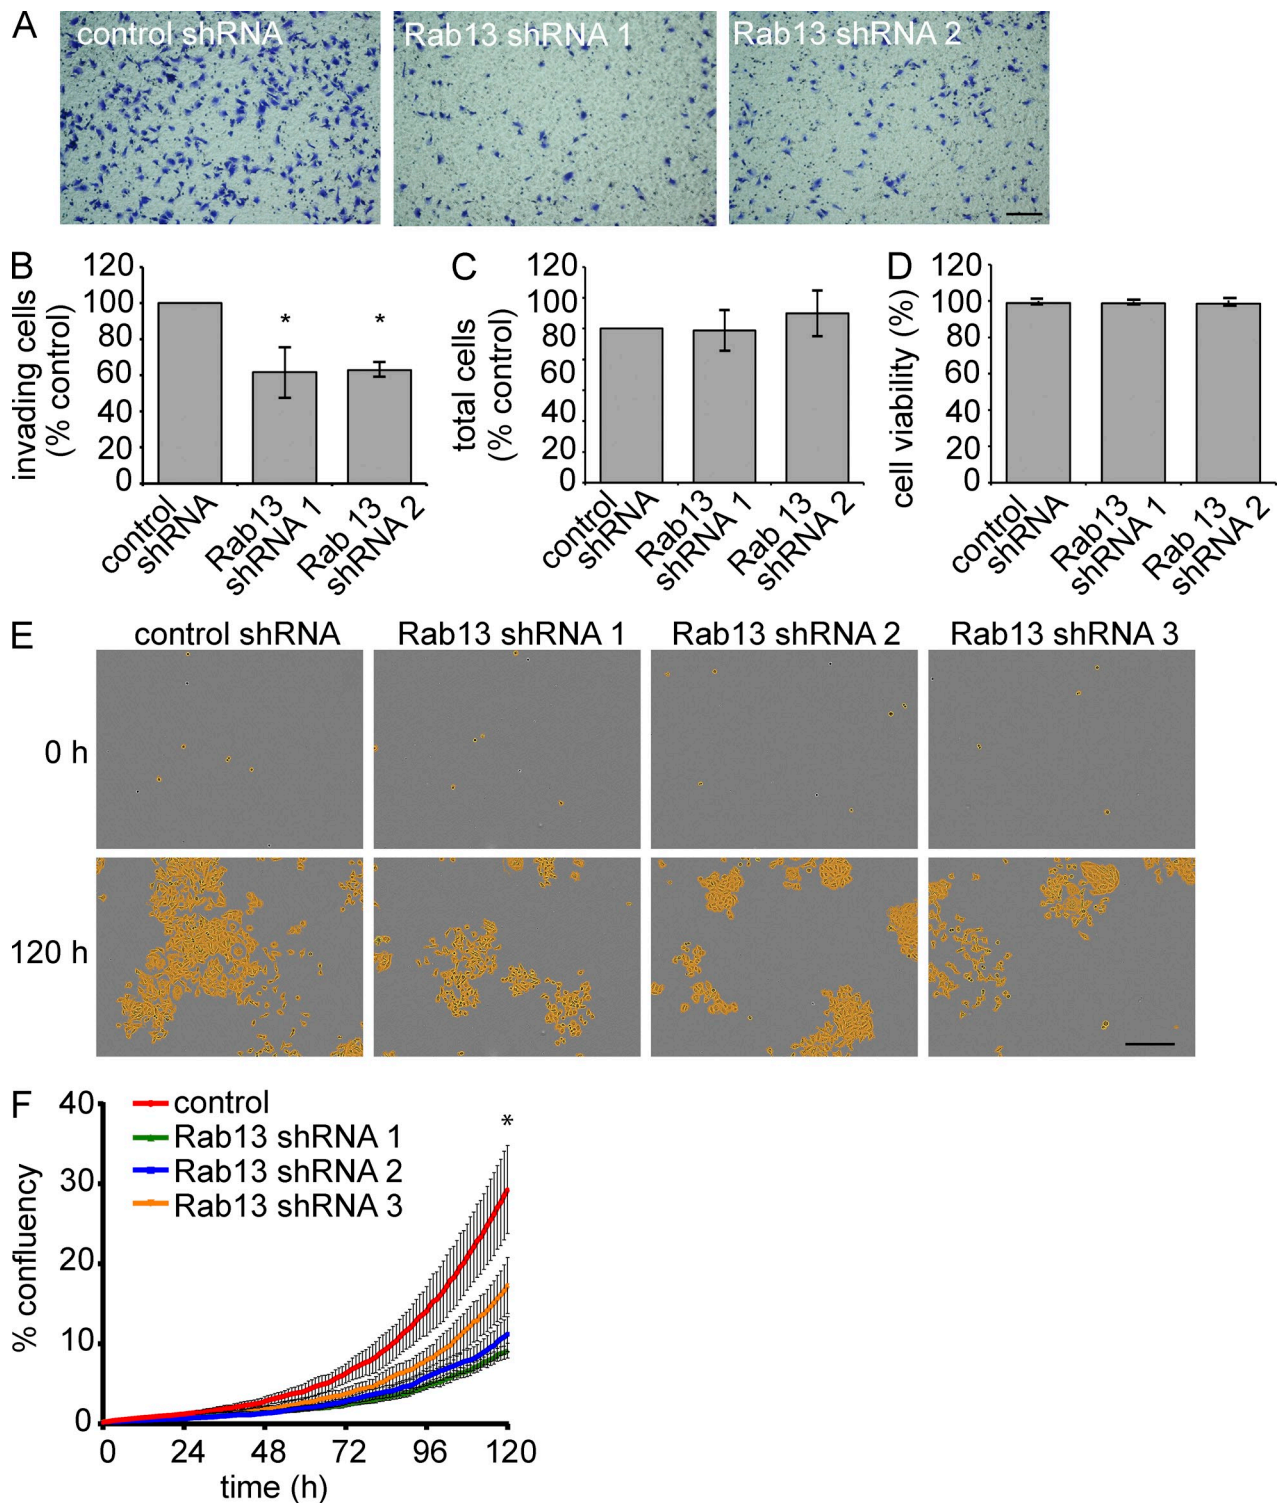 A
control shRNA
Rab13 shRNA 1
Rab13 shRNA 2
B
invading cells
(% control)
120
100
80
60
40
20
0
*
*
control
shRNA
Rab13
shRNA 1
Rab 13
shRNA 2
C
total cells
(% control)
120
100
80
60
40
20
0
control
shRNA
Rab13
shRNA 1
Rab 13
shRNA 2
D
cell viability (%)
120
100
80
60
40
20
0
control
shRNA
Rab13
shRNA 1
Rab 13
shRNA 2
E
control shRNA
Rab13 shRNA 1
Rab13 shRNA 2
Rab13 shRNA 3
0 h
120 h
F
% confluency
40
30
20
10
0
control
Rab13 shRNA 1
Rab13 shRNA 2
Rab13 shRNA 3
*
0 24 48 72 96 120
time (h)